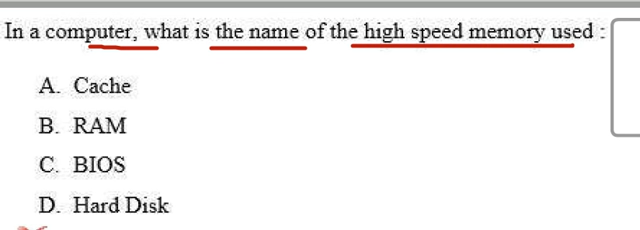 In a computer, what is the name of the high speed memory used :
A. Cache
B. RAM
C. BIOS
D. Hard Disk